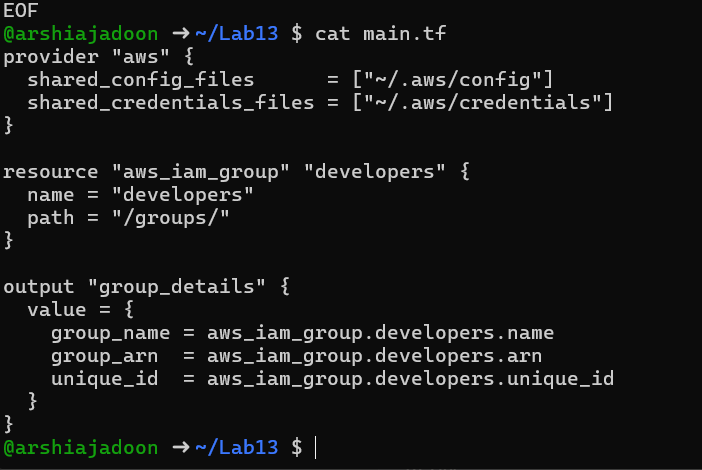 EOF
@arshiajadoon ➜ ~/Lab13 $ cat main.tf
provider "aws" {
  shared_config_files      = ["~/.aws/config"]
  shared_credentials_files = ["~/.aws/credentials"]
}

resource "aws_iam_group" "developers" {
  name = "developers"
  path = "/groups/"
}

output "group_details" {
  value = {
    group_name = aws_iam_group.developers.name
    group_arn  = aws_iam_group.developers.arn
    unique_id  = aws_iam_group.developers.unique_id
  }
}
@arshiajadoon ➜ ~/Lab13 $